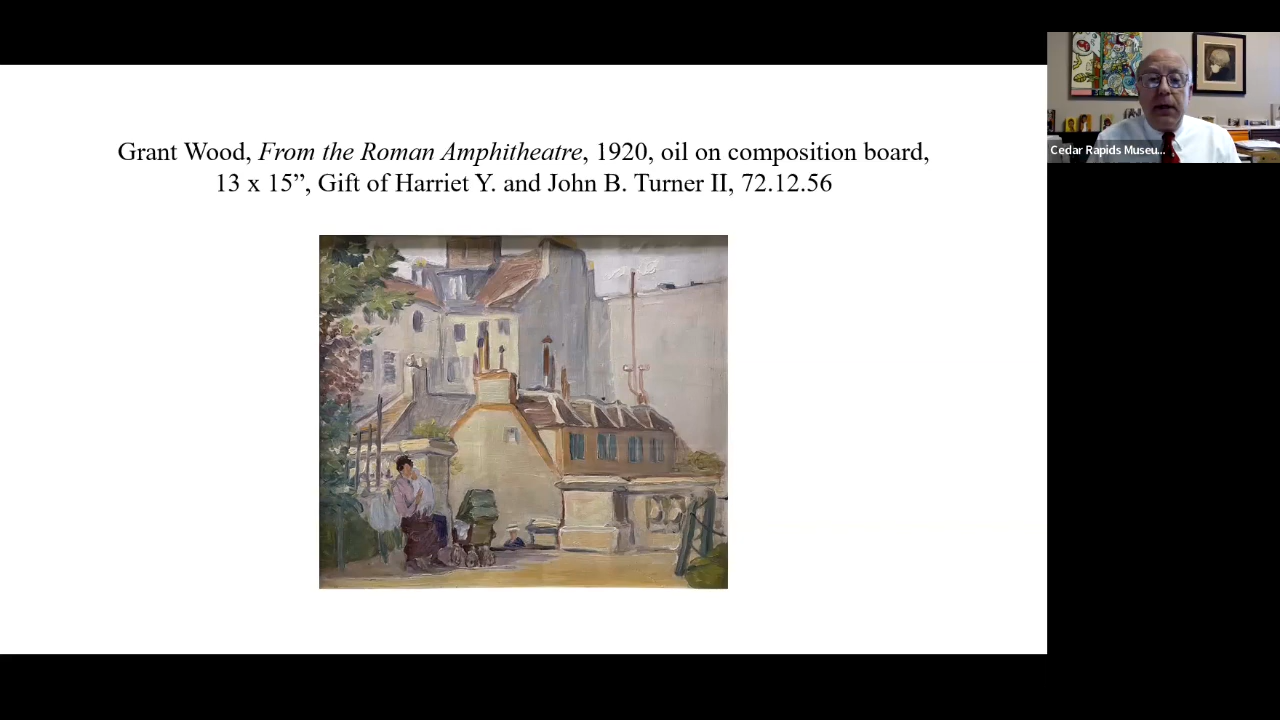 Grant Wood, From the Roman Amphitheatre, 1920, oil on composition board,
13 x 15”, Gift of Harriet Y. and John B. Turner II, 72.12.56
Cedar Rapids Museu...